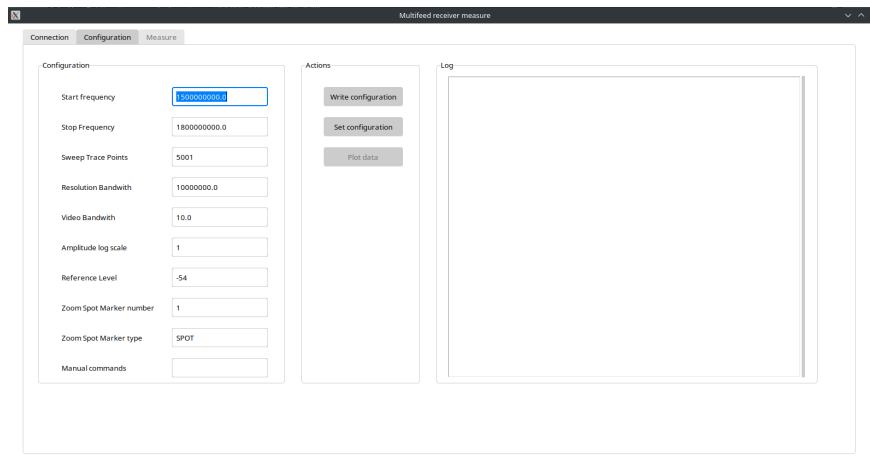 Multifeed receiver measure
Connection Configuration Measure
Configuration
Start frequency 1500000000.0
Stop Frequency 1800000000.0
Sweep Trace Points 5001
Resolution Bandwith 10000000.0
Video Bandwith 10.0
Amplitude log scale 1
Reference Level -54
Zoom Spot Marker number 1
Zoom Spot Marker type SPOT
Manual commands
Actions
Write configuration
Set configuration
Plot data
Log